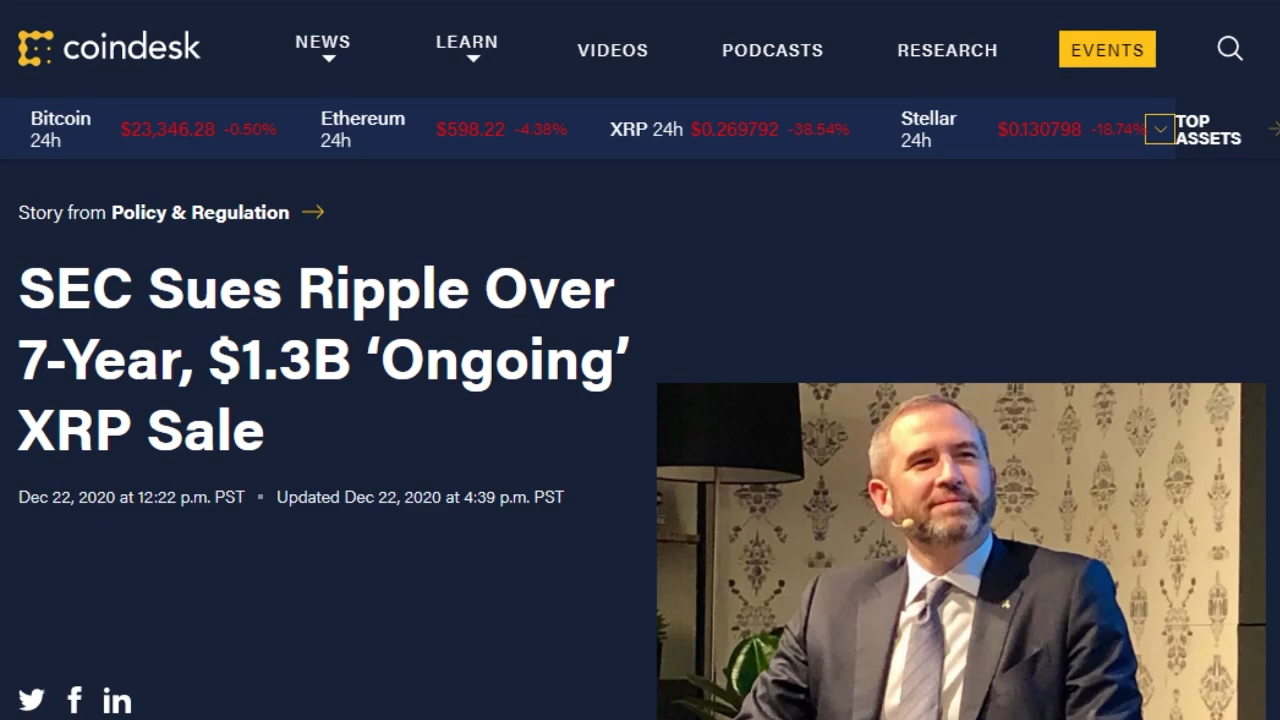 coindesk
NEWS
LEARN
VIDEOS
PODCASTS
RESEARCH
EVENTS
Bitcoin
24h
$23,346.28 -0.50%
Ethereum
24h
$598.22 -4.38%
XRP 24h $0.269792 -38.54%
Stellar
24h
$0.130798 -18.74%
TOP
ASSETS
Story from Policy & Regulation
SEC Sues Ripple Over
7-Year, $1.3B ‘Ongoing’
XRP Sale
Dec 22, 2020 at 12:22 p.m. PST ▪ Updated Dec 22, 2020 at 4:39 p.m. PST